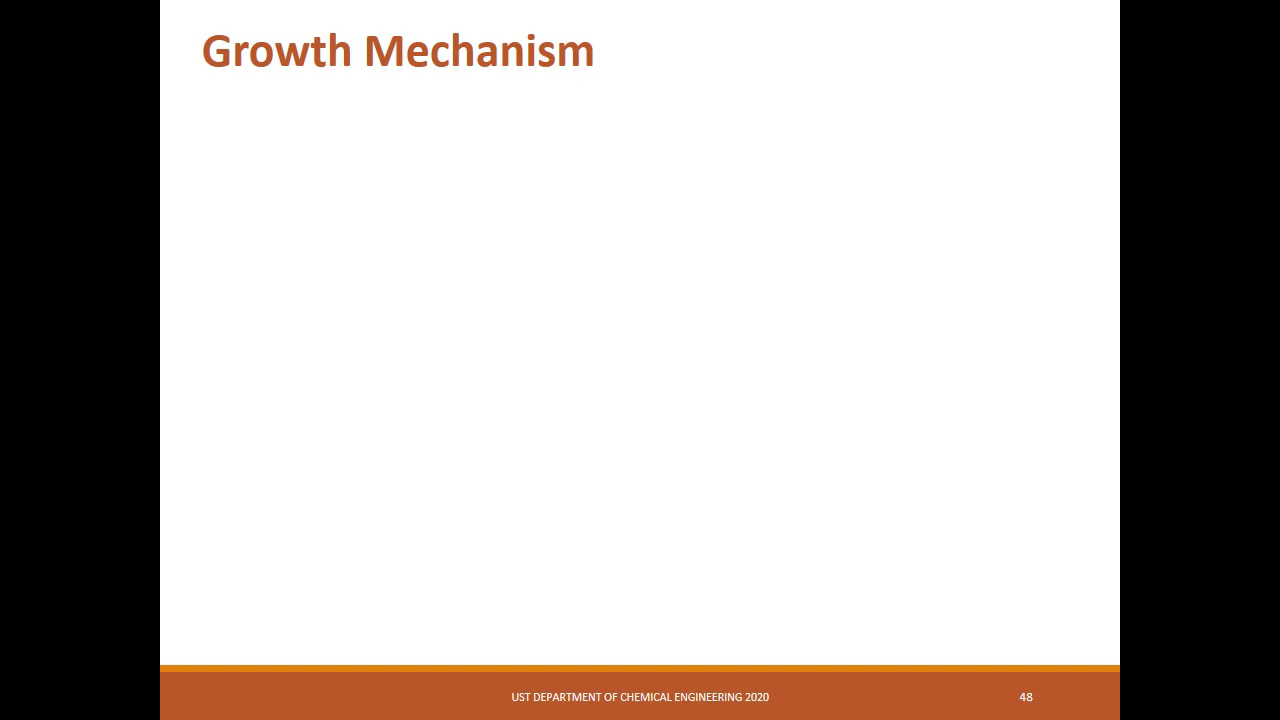 Growth Mechanism
UST DEPARTMENT OF CHEMICAL ENGINEERING 2020
48